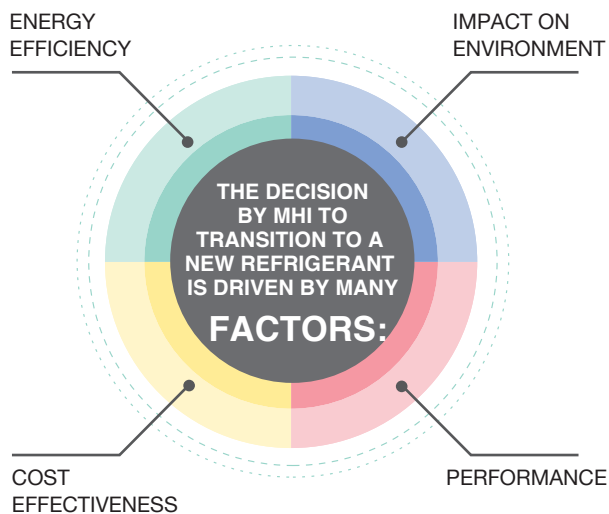 ENERGY
EFFICIENCY
IMPACT ON
ENVIRONMENT
THE DECISION
BY MHI TO
TRANSITION TO A
NEW REFRIGERANT
IS DRIVEN BY MANY
FACTORS:
COST
EFFECTIVENESS
PERFORMANCE